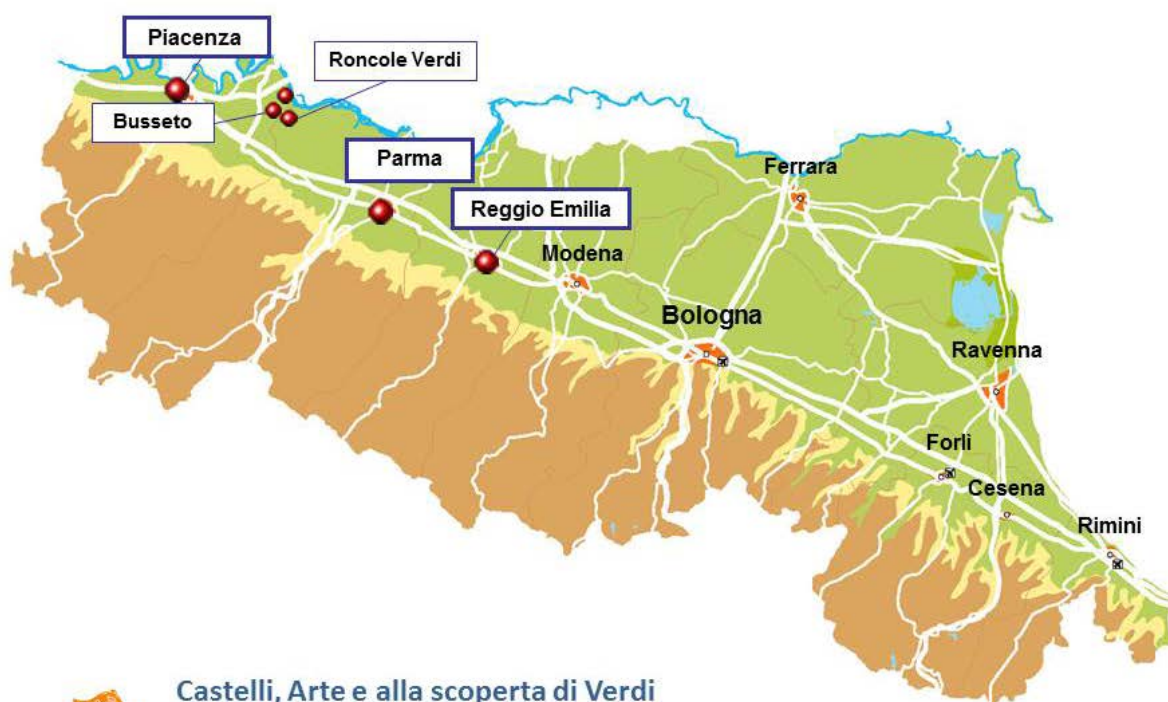 Piacenza
Roncole Verdi
Busseto
Parma
Ferrara
Reggio Emilia
Modena
Bologna
Ravenna
Forlì
Cesena
Rimini
Castelli, Arte e alla scoperta di Verdi